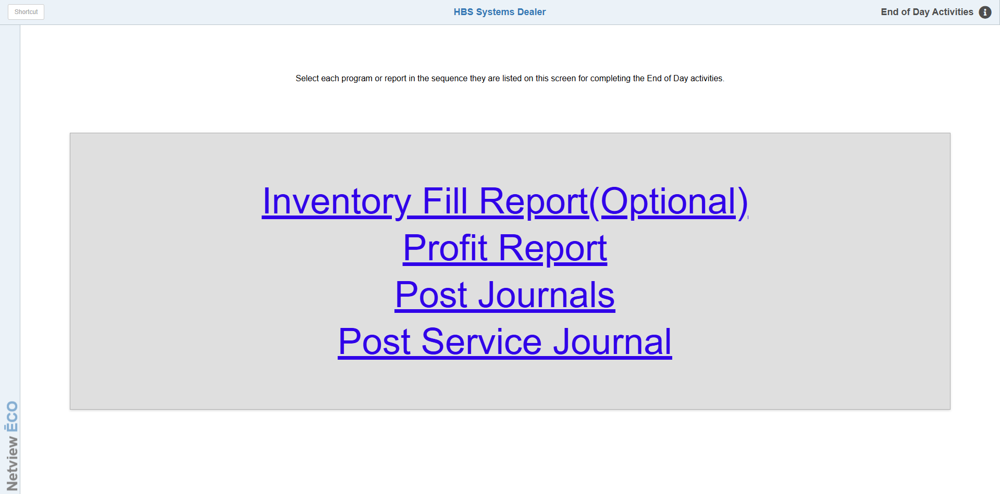 Shortcut
HBS Systems Dealer
End of Day Activities
Select each program or report in the sequence they are listed on this screen for completing the End of Day activities.
Inventory Fill Report(Optional)
Profit Report
Post Journals
Post Service Journal
Netview ĒCO